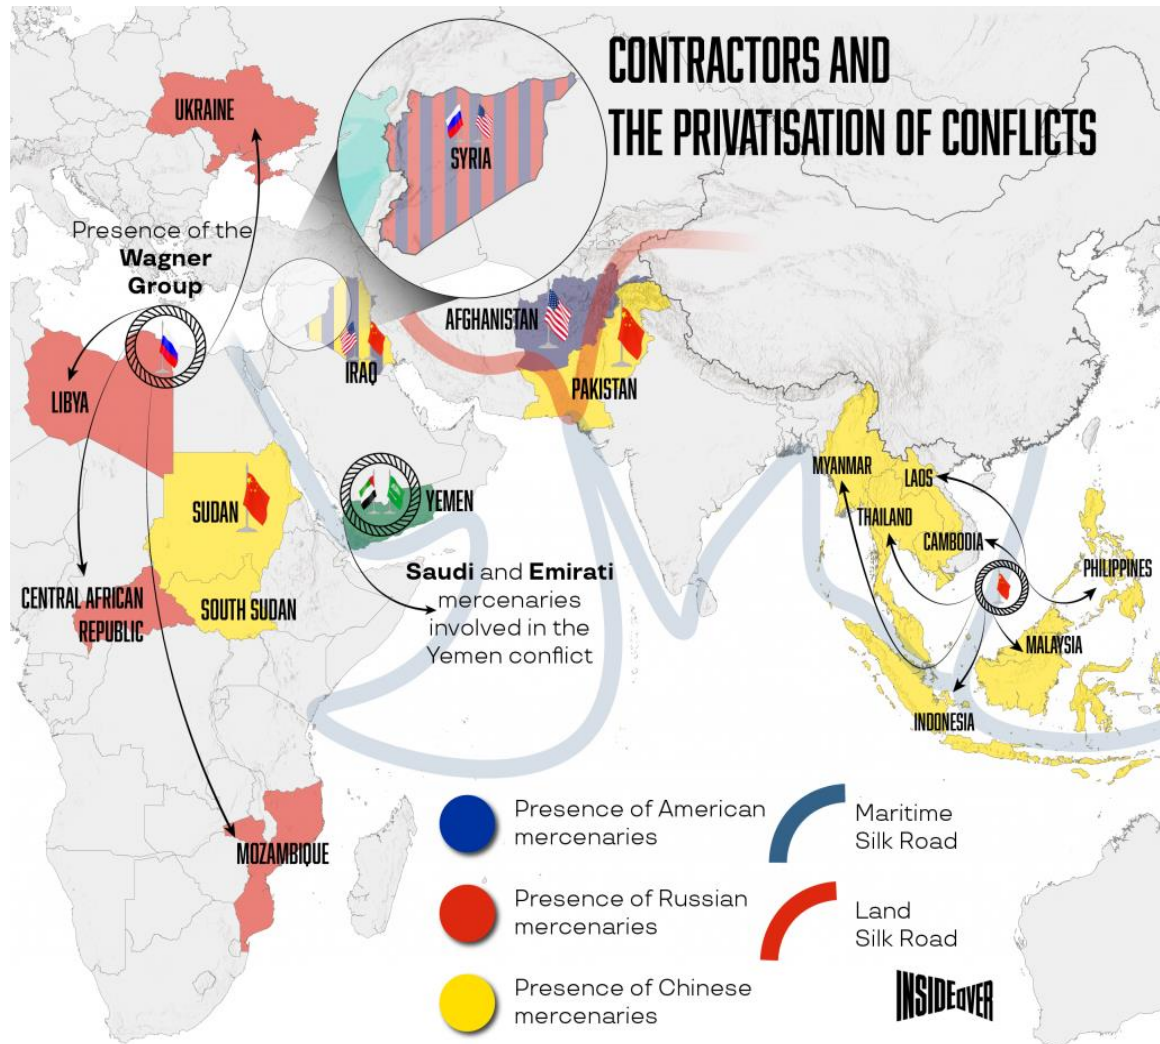 CONTRACTORS AND
THE PRIVATISATION OF CONFLICTS
UKRAINE
SYRIA
Presence of the
Wagner
Group
AFGHANISTAN
IRAQ
PAKISTAN
LIBYA
MYANMAR
LAOS
SUDAN
YEMEN
THAILAND
CAMBODIA
PHILIPPINES
Saudi and Emirati
mercenaries
involved in the
Yemen conflict
CENTRAL AFRICAN
REPUBLIC
SOUTH SUDAN
MALAYSIA
INDONESIA
MOZAMBIQUE
Presence of American
mercenaries
Maritime
Silk Road
Presence of Russian
mercenaries
Land
Silk Road
Presence of Chinese
mercenaries
INSIDEOVER